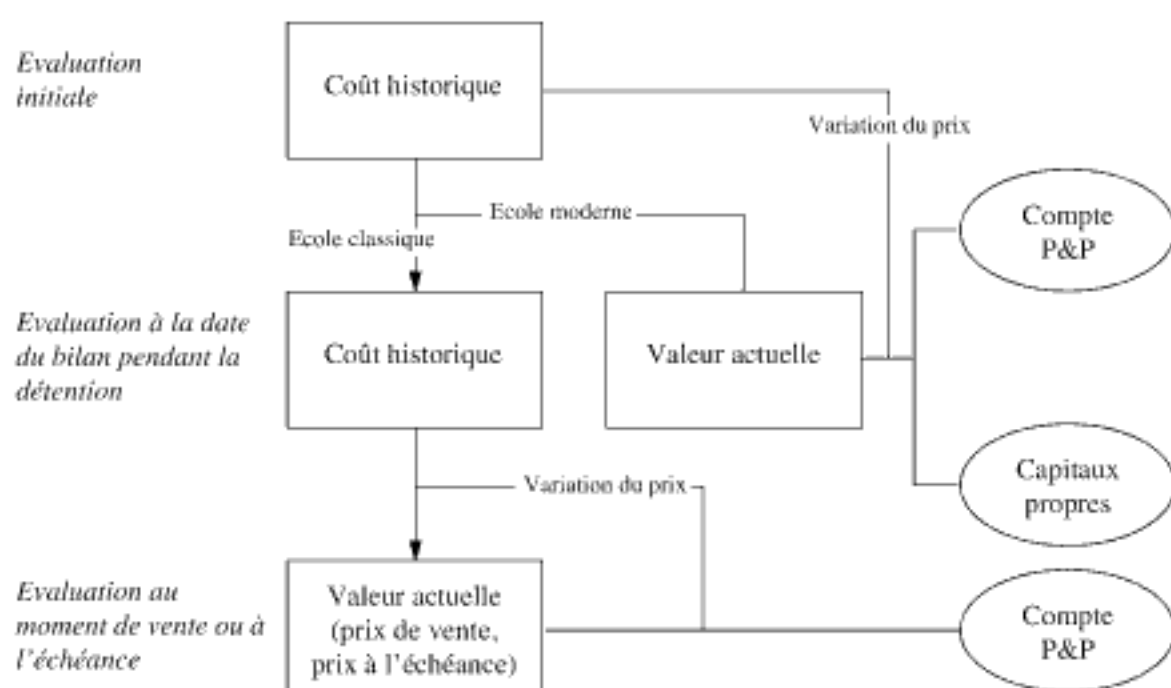 Evaluation
initiale
Coût historique
Variation du prix
Ecole moderne
Ecole classique
Compte
P&P
Evaluation à la date
du bilan pendant la
détention
Coût historique
Valeur actuelle
Capitaux
propres
Variation du prix
Evaluation au
moment de vente ou à
l'échéance
Valeur actuelle
(prix de vente,
prix à l'échéance)
Compte
P&P